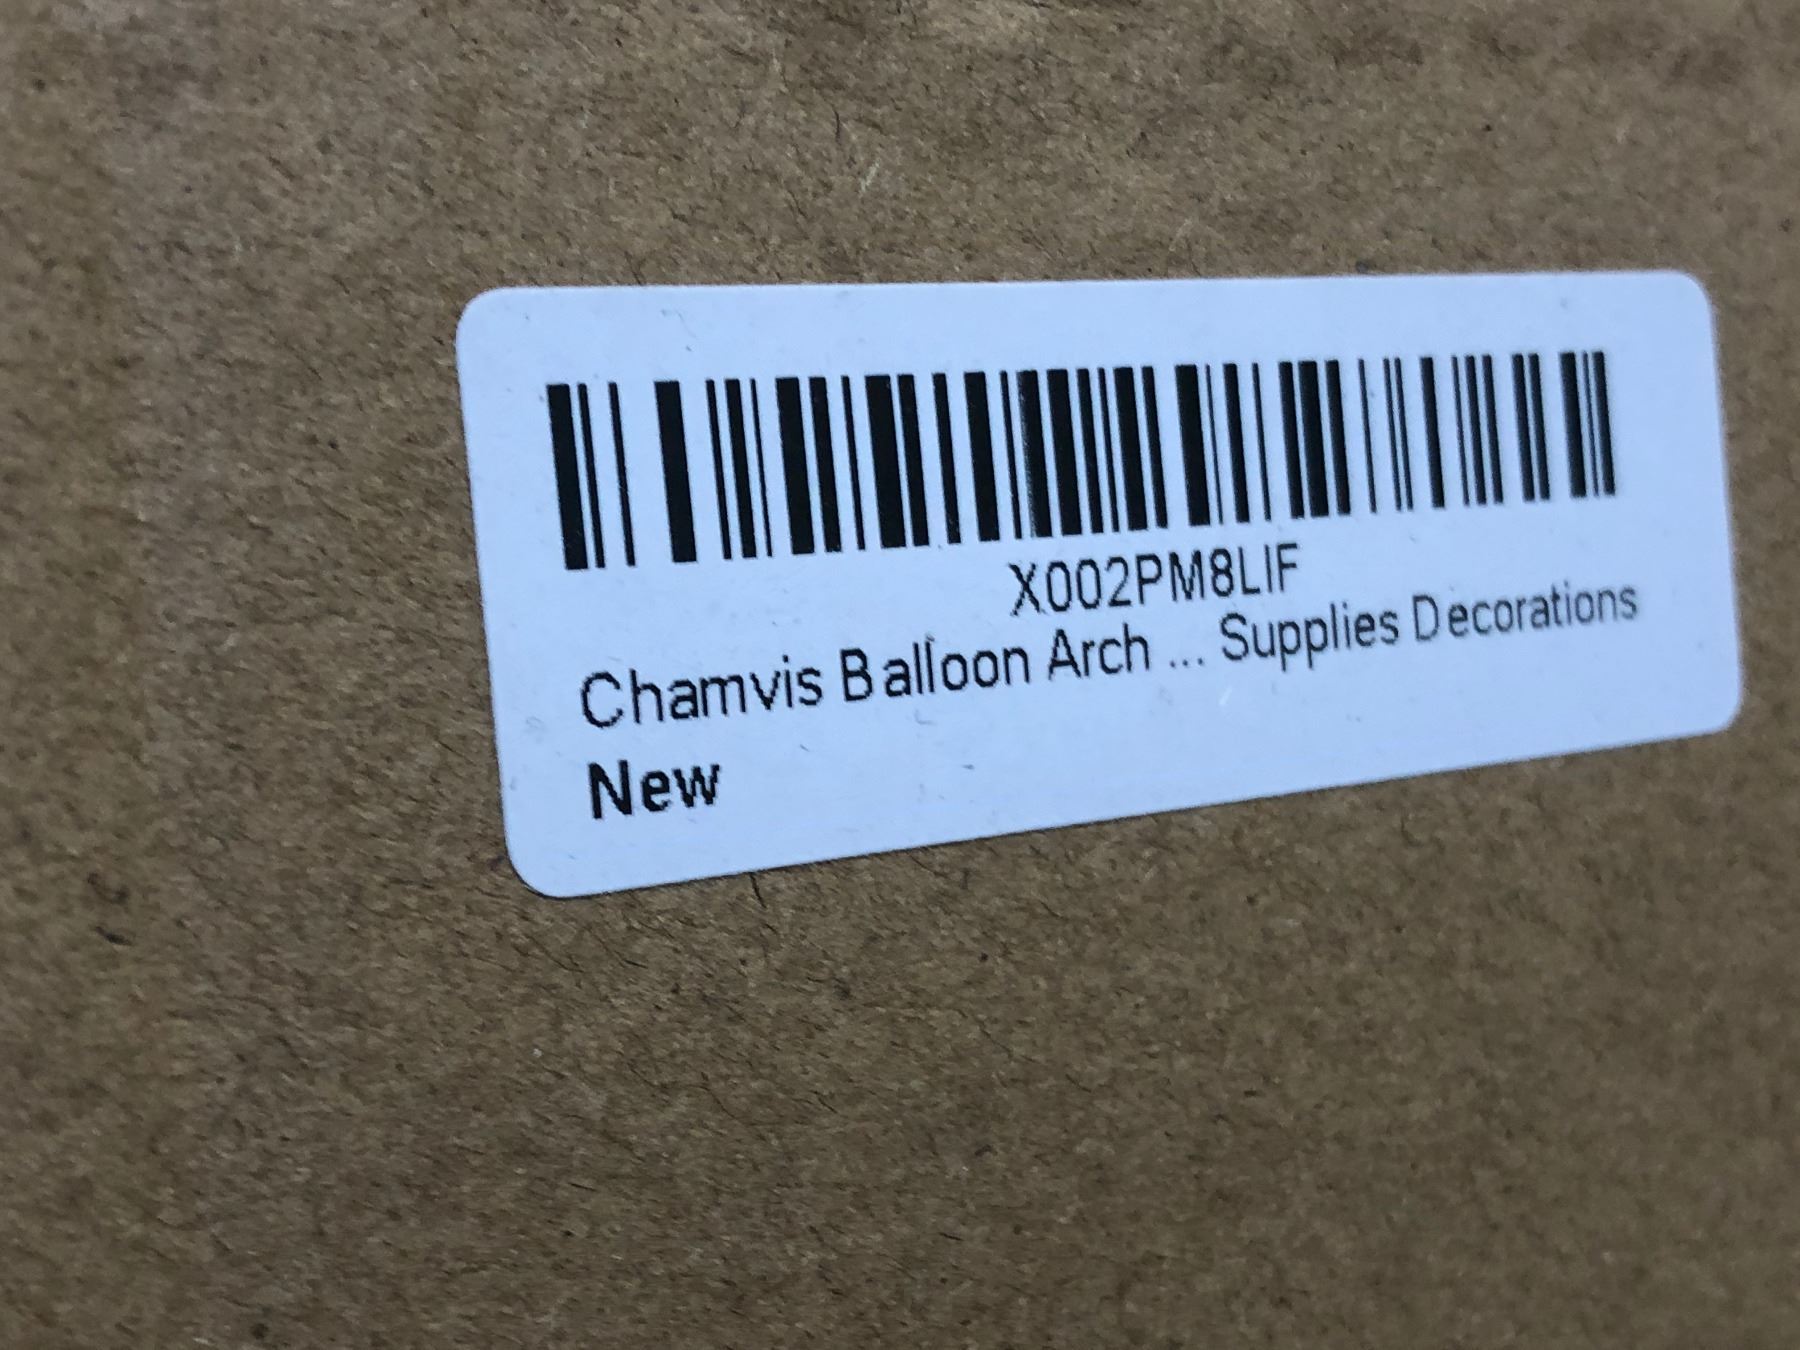 X002PM8LIF
Chamvis Balloon Arch ... Supplies Decorations
New